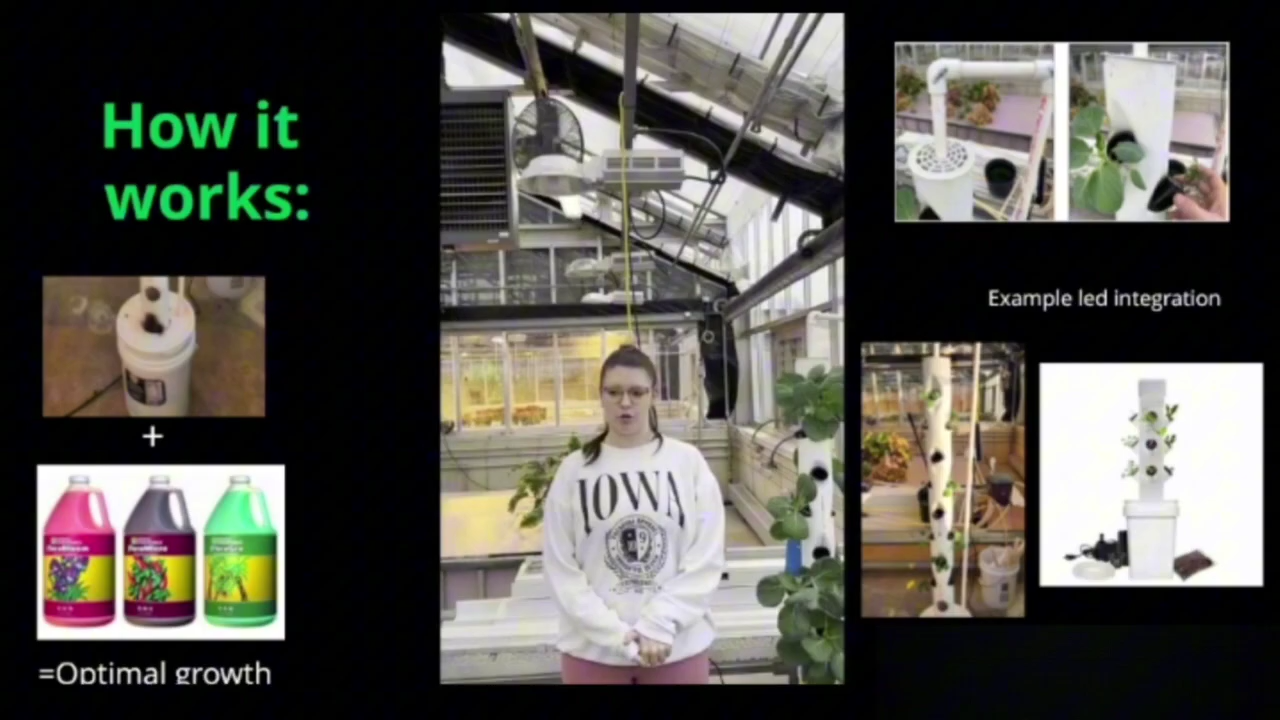 How it
works:
+
=Optimal growth
IOWA
Example led integration